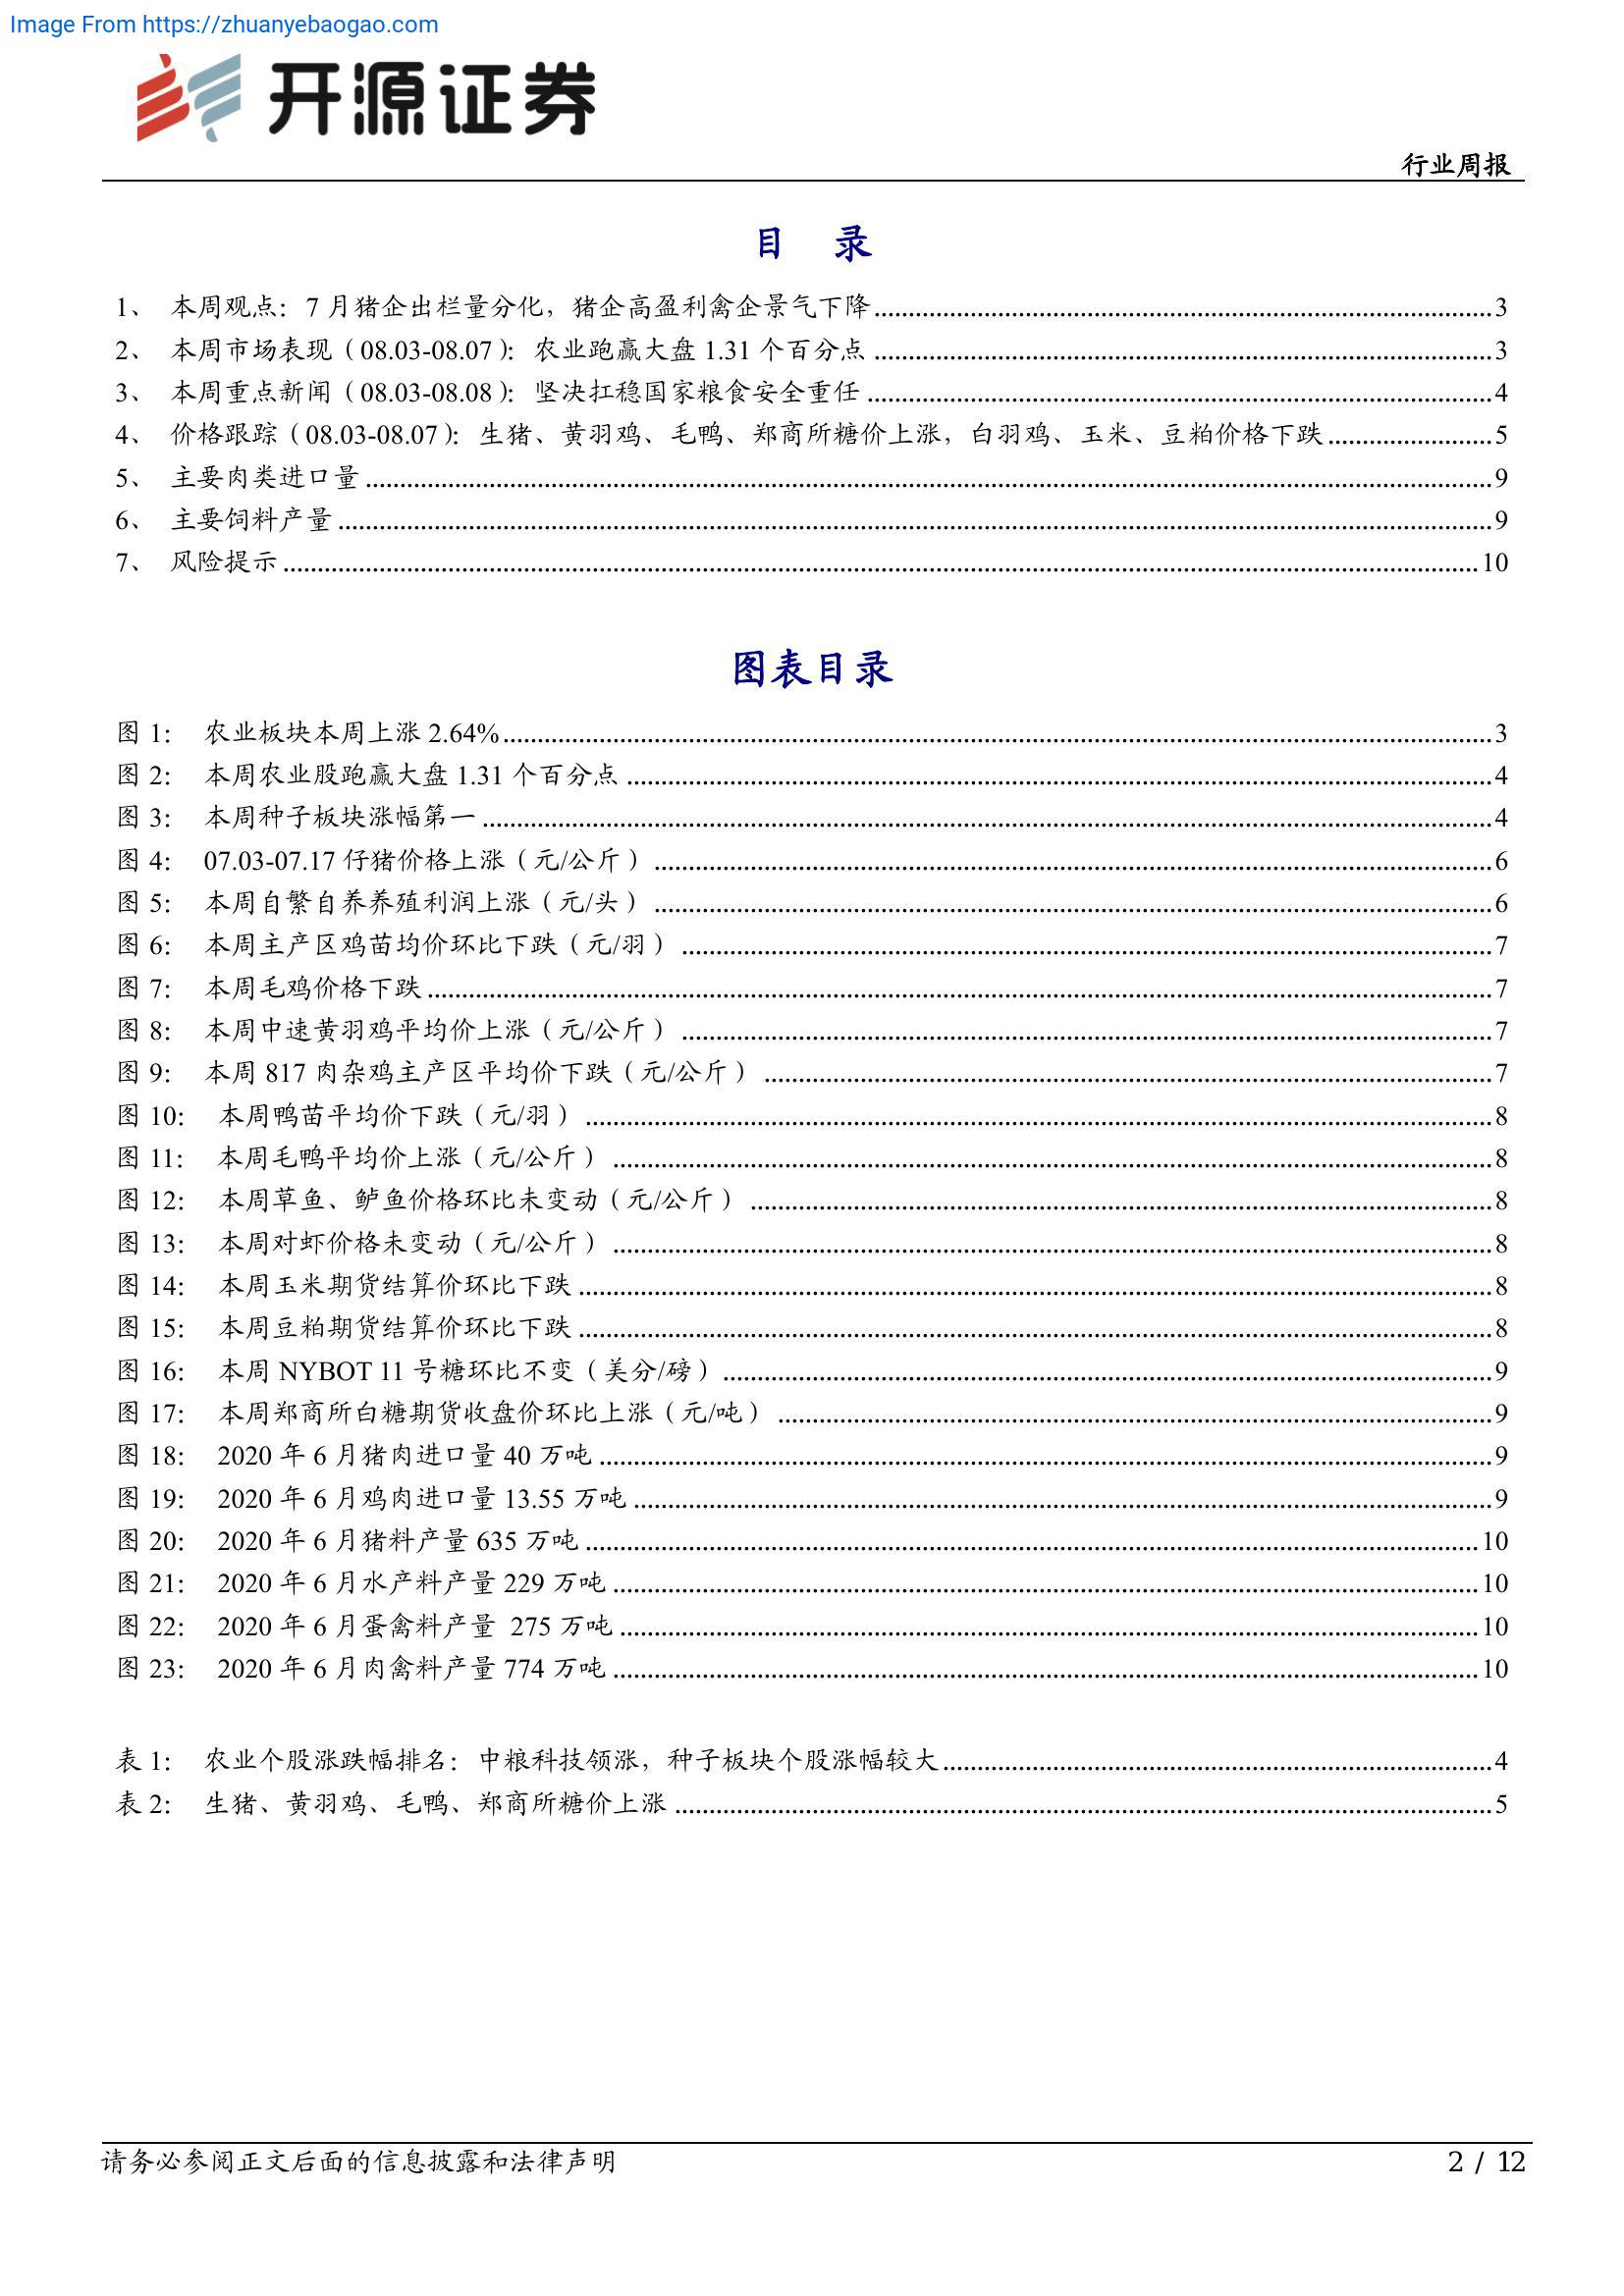 Image From https://zhuanyebaogao.com
开源证券
行业周报
目 录
1、 本周观点：7 月猪企出栏量分化，猪企高盈利禽企景气下降 3
2、 本周市场表现（08.03-08.07）：农业跑赢大盘 1.31 个百分点 3
3、 本周重点新闻（08.03-08.08）：坚决扛稳国家粮食安全重任 4
4、 价格跟踪（08.03-08.07）：生猪、黄羽鸡、毛鸭、郑商所糖价上涨，白羽鸡、玉米、豆粕价格下跌 5
5、 主要肉类进口量 9
6、 主要饲料产量 9
7、 风险提示 10
图表目录
图 1： 农业板块本周上涨 2.64% 3
图 2： 本周农业股跑赢大盘 1.31 个百分点 4
图 3： 本周种子板块涨幅第一 4
图 4： 07.03-07.17 仔猪价格上涨（元/公斤） 6
图 5： 本周自繁自养养殖利润上涨（元/头） 6
图 6： 本周主产区鸡苗均价环比下跌（元/羽） 7
图 7： 本周毛鸡价格下跌 7
图 8： 本周中速黄羽鸡平均价上涨（元/公斤） 7
图 9： 本周 817 肉杂鸡主产区平均价下跌（元/公斤） 7
图 10： 本周鸭苗平均价下跌（元/羽） 8
图 11： 本周毛鸭平均价上涨（元/公斤） 8
图 12： 本周草鱼、鲈鱼价格环比未变动（元/公斤） 8
图 13： 本周对虾价格未变动（元/公斤） 8
图 14： 本周玉米期货结算价环比下跌 8
图 15： 本周豆粕期货结算价环比下跌 8
图 16： 本周 NYBOT 11 号糖环比不变（美分/磅） 9
图 17： 本周郑商所白糖期货收盘价环比上涨（元/吨） 9
图 18： 2020 年 6 月猪肉进口量 40 万吨 9
图 19： 2020 年 6 月鸡肉进口量 13.55 万吨 9
图 20： 2020 年 6 月猪料产量 635 万吨 10
图 21： 2020 年 6 月水产料产量 229 万吨 10
图 22： 2020 年 6 月蛋禽料产量 275 万吨 10
图 23： 2020 年 6 月肉禽料产量 774 万吨 10
表 1： 农业个股涨跌幅排名：中粮科技领涨，种子板块个股涨幅较大 4
表 2： 生猪、黄羽鸡、毛鸭、郑商所糖价上涨 5
请务必参阅正文后面的信息披露和法律声明 2 / 12